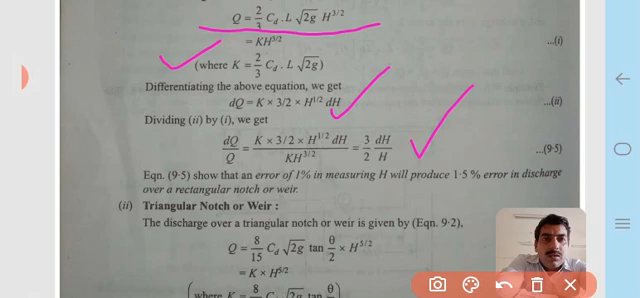 Q = 2/3 C_d . L √2g H^3/2
= KH^3/2 ...(i)
(where K = 2/3 C_d . L √2g)
Differentiating the above equation, we get
dQ = K × 3/2 × H^1/2 dH ...(ii)
Dividing (ii) by (i), we get
dQ/Q = K × 3/2 × H^1/2 dH / KH^3/2 = 3/2 dH/H ...(9·5)
Eqn. (9·5) show that an error of 1% in measuring H will produce 1·5 % error in discharge
over a rectangular notch or weir.
(ii) Triangular Notch or Weir :
The discharge over a triangular notch or weir is given by (Eqn. 9·2),
Q = 8/15 C_d √2g tan θ/2 × H^5/2
= K × H^5/2
(where K = 8 C √2g tan θ)